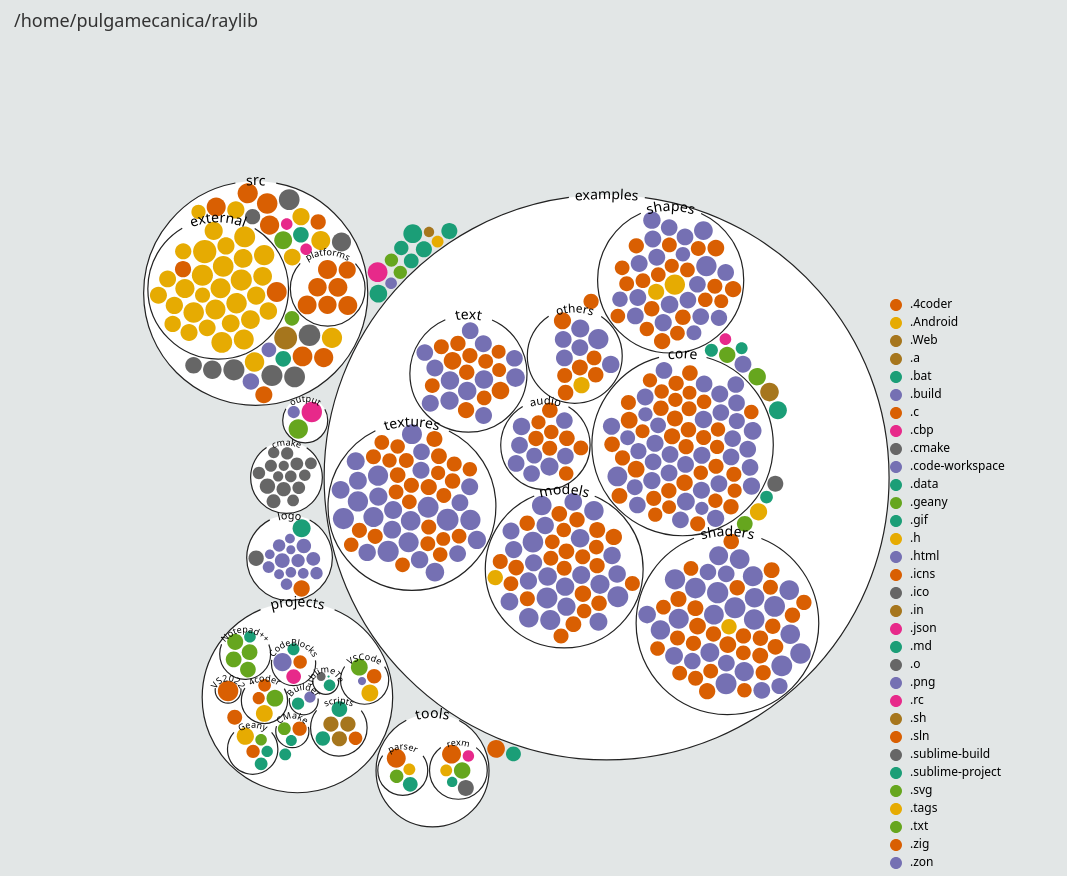 /home/pulgamecanica/raylib
src
external
platforms
output
cmake
logo
projects
Notepad++
CodeBlocks
VSCode
VS2022
4coder
Builder
scripts
Geany
CMake
tools
parser
rexm
examples
shapes
others
text
core
audio
textures
models
shaders
.4coder
.Android
.Web
.a
.bat
.build
.c
.cbp
.cmake
.code-workspace
.data
.geany
.gif
.h
.html
.icns
.ico
.in
.json
.md
.o
.png
.rc
.sh
.sln
.sublime-build
.sublime-project
.svg
.tags
.txt
.zig
.zon